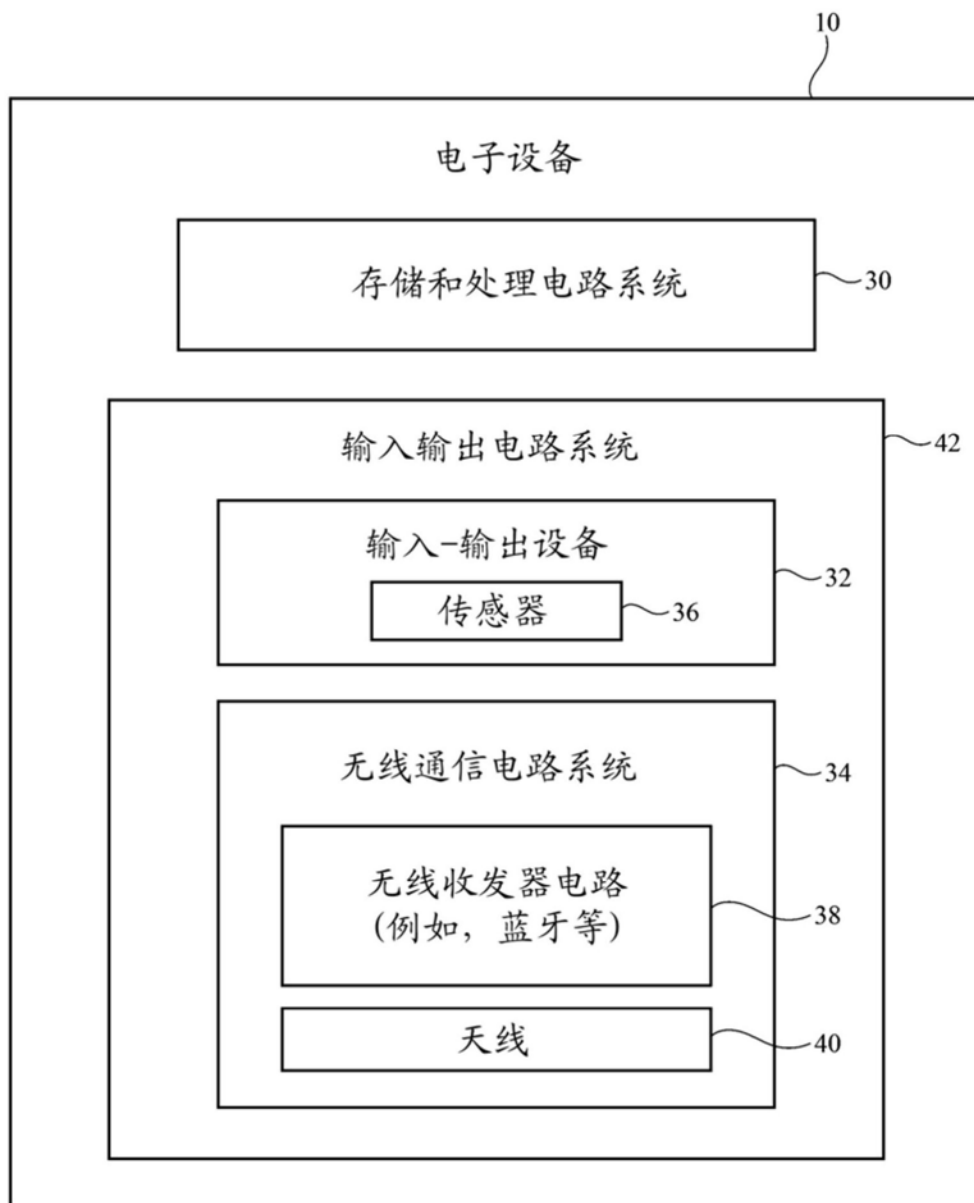 10
电子设备
存储和处理电路系统
30
输入输出电路系统
42
输入-输出设备
32
传感器
36
无线通信电路系统
34
无线收发器电路
(例如，蓝牙等)
38
天线
40